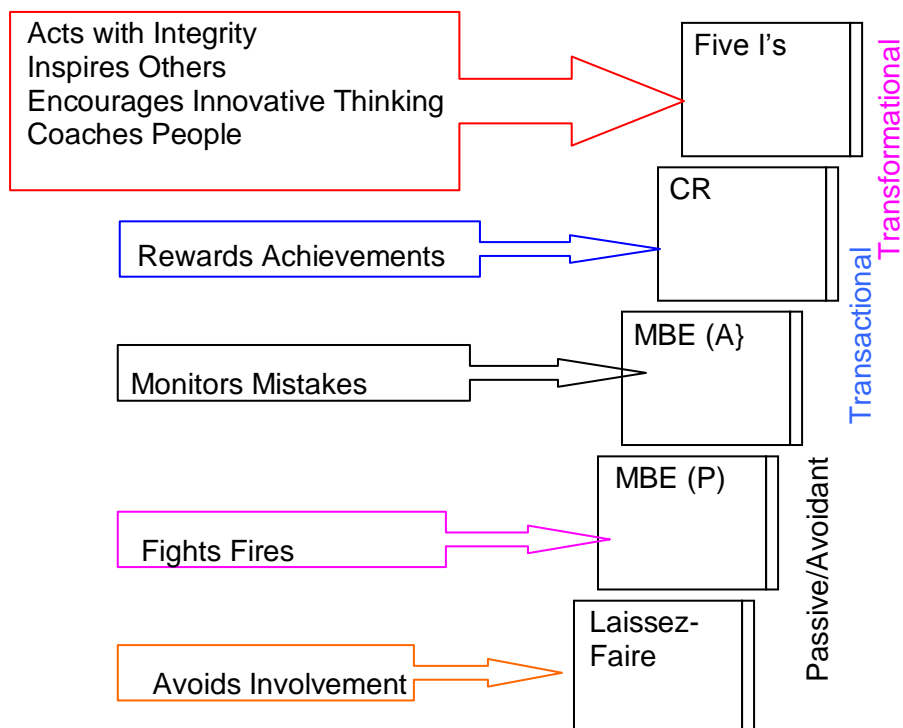 Acts with Integrity
Inspires Others
Encourages Innovative Thinking
Coaches People
Five I’s
Transformational
Rewards Achievements
CR
Transactional
Monitors Mistakes
MBE (A}
Fights Fires
MBE (P)
Passive/Avoidant
Avoids Involvement
Laissez-
Faire